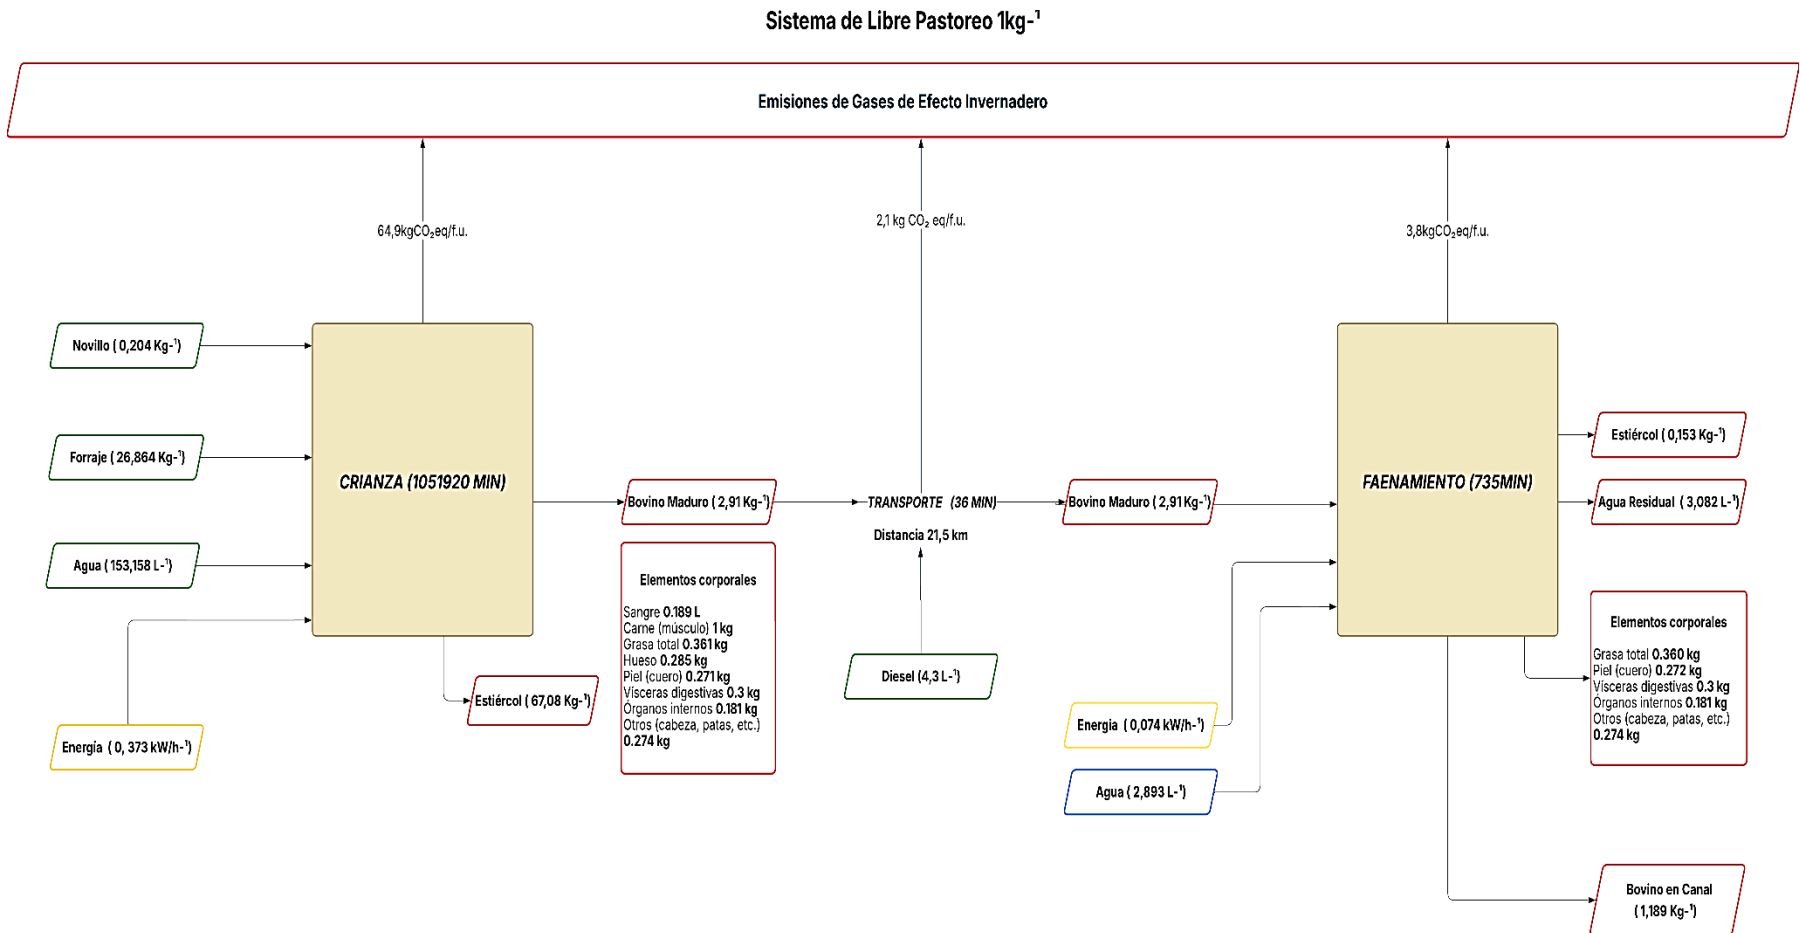 Sistema de Libre Pastoreo 1kg-¹
Emisiones de Gases de Efecto Invernadero
64,9kgCO₂eq/f.u.
2,1 kg CO₂ eq/f.u.
3,8kgCO₂eq/f.u.
Novillo ( 0,204 Kg-¹)
Forraje ( 26,864 Kg-¹)
Agua ( 153,158 L-¹)
Energía ( 0, 373 kW/h-¹)
CRIANZA (1051920 MIN)
Estiércol ( 67,08 Kg-¹)
Bovino Maduro ( 2,91 Kg-¹)
Elementos corporales
Sangre 0.189 L
Carne (músculo) 1 kg
Grasa total 0.361 kg
Hueso 0.285 kg
Piel (cuero) 0.271 kg
Vísceras digestivas 0.3 kg
Órganos internos 0.181 kg
Otros (cabeza, patas, etc.)
0.274 kg
TRANSPORTE (36 MIN)
Distancia 21,5 km
Diesel (4,3 L-¹)
Bovino Maduro ( 2,91 Kg-¹)
Energia ( 0,074 kW/h-¹)
Agua ( 2,893 L-¹)
FAENAMIENTO (735MIN)
Estiércol ( 0,153 Kg-¹)
Agua Residual ( 3,082 L-¹)
Elementos corporales
Grasa total 0.360 kg
Piel (cuero) 0.272 kg
Vísceras digestivas 0.3 kg
Órganos internos 0.181 kg
Otros (cabeza, patas, etc.)
0.274 kg
Bovino en Canal
( 1,189 Kg-¹)